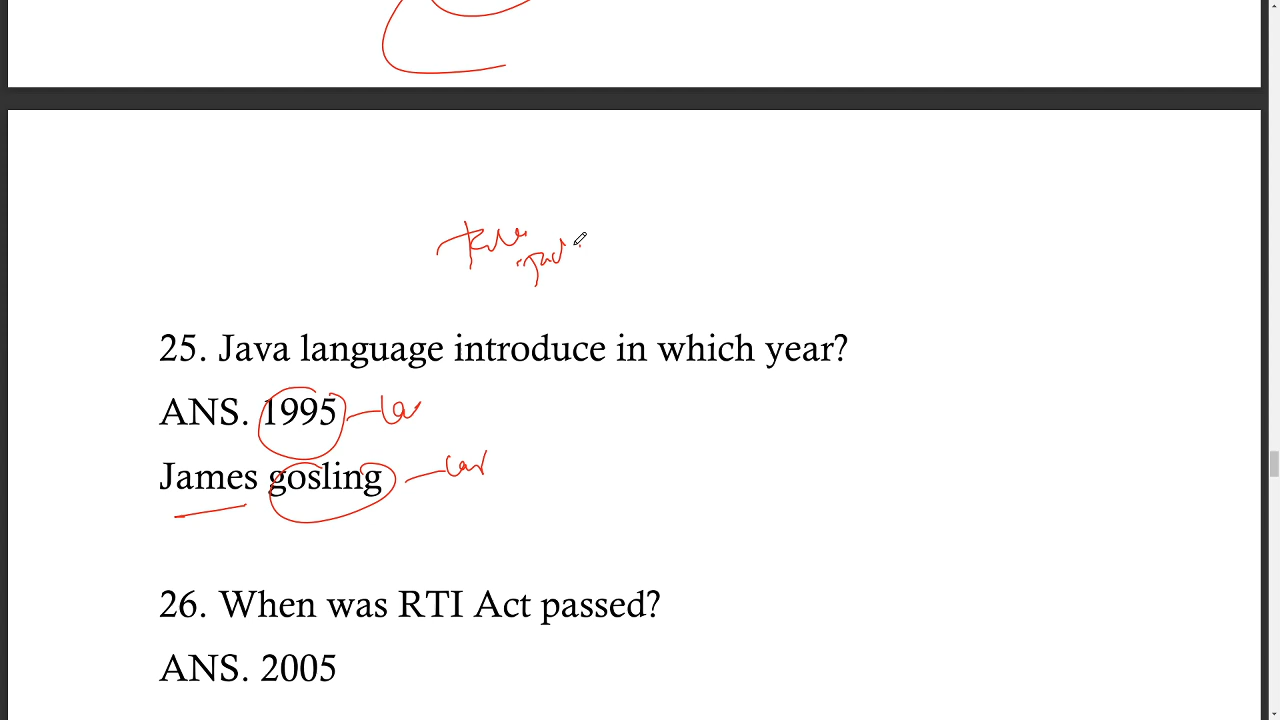 25. Java language introduce in which year?
ANS. 1995
James gosling
26. When was RTI Act passed?
ANS. 2005